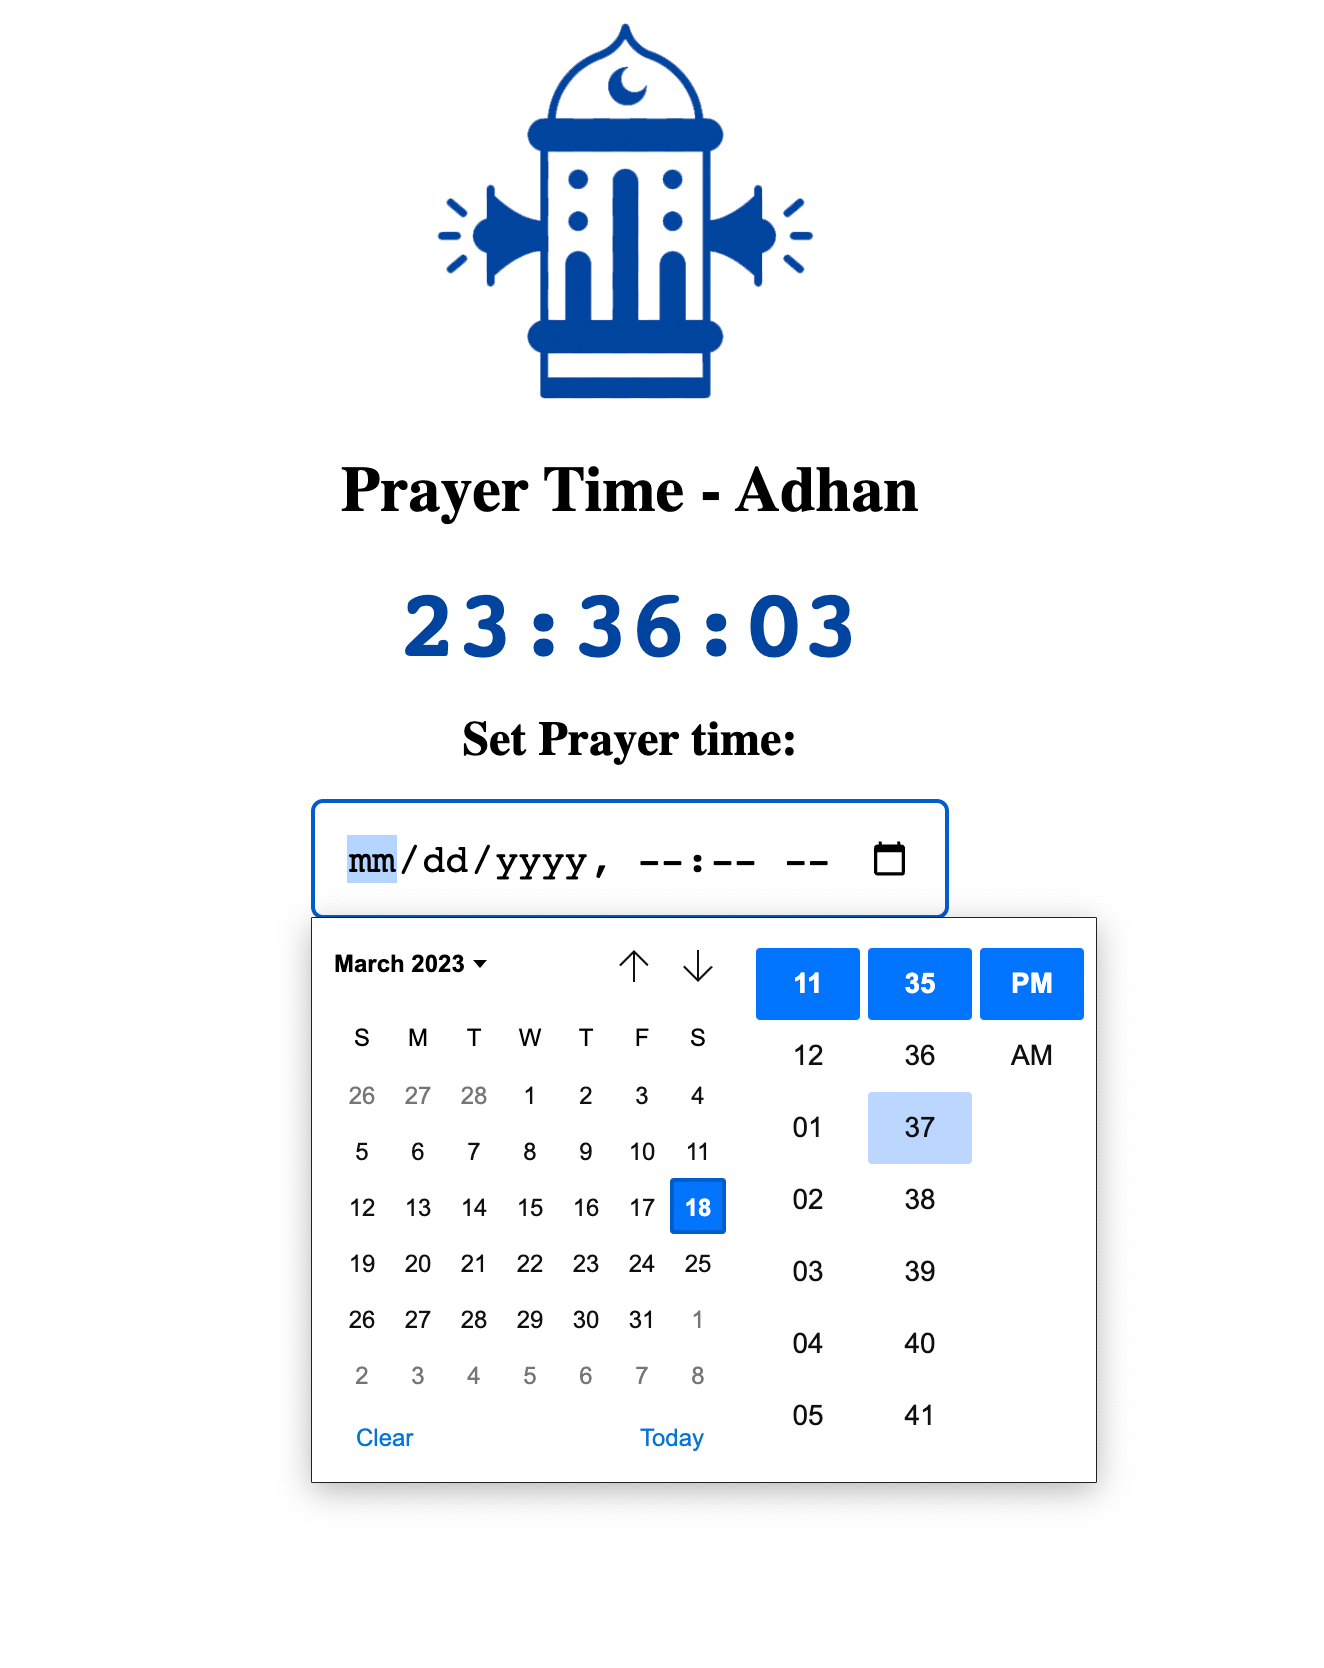 Prayer Time - Adhan
23:36:03
Set Prayer time:
mm/dd/yyyy, --:-- --
March 2023
S M T W T F S
26 27 28 1 2 3 4
5 6 7 8 9 10 11
12 13 14 15 16 17 18
19 20 21 22 23 24 25
26 27 28 29 30 31 1
2 3 4 5 6 7 8
Clear Today
11 35 PM
12 36 AM
01 37
02 38
03 39
04 40
05 41